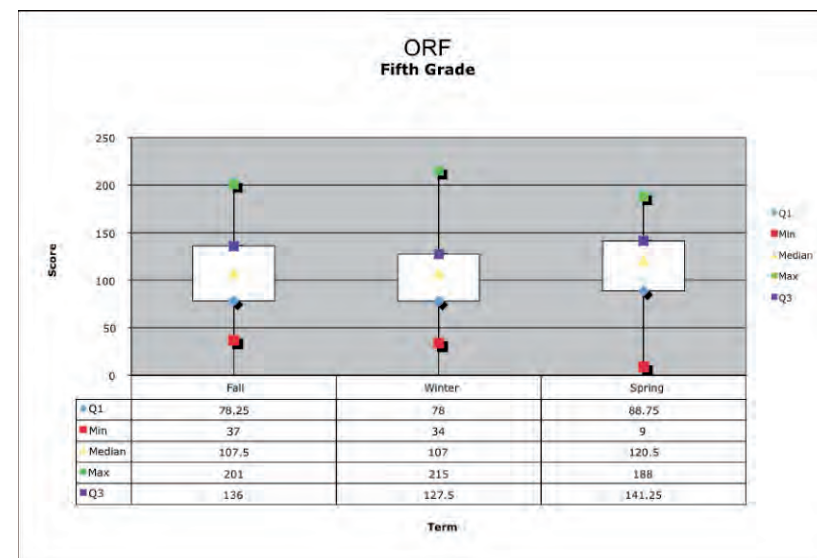 ORF
Fifth Grade
250
200
150
100
50
0
Score
Q1
Min
Median
Max
Q3
Fall Winter Spring
Q1 78.25 78 88.75
Min 37 34 9
Median 107.5 107 120.5
Max 201 215 188
Q3 136 127.5 141.25
Term